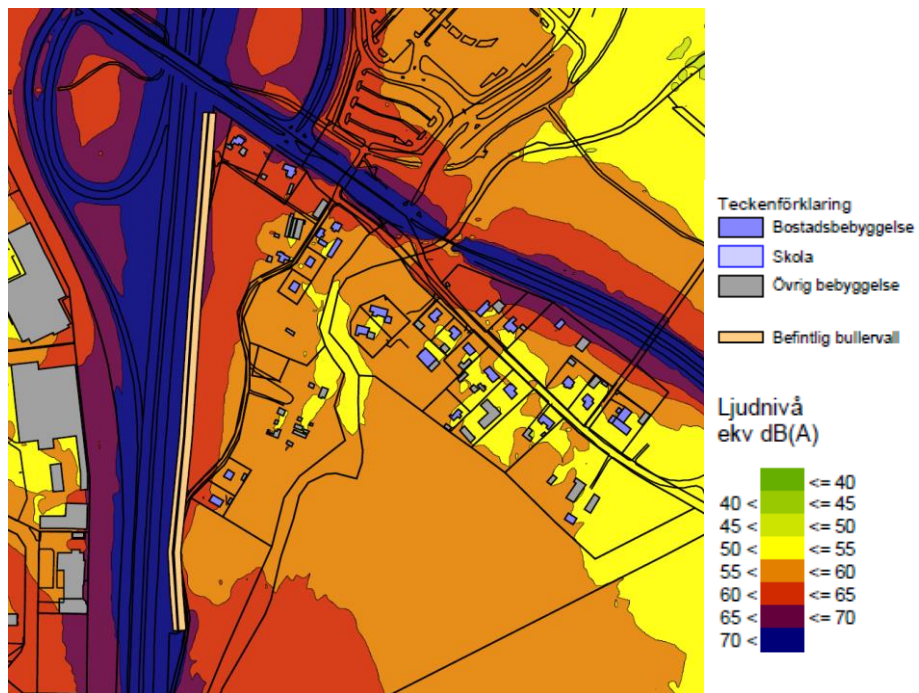 Teckenförklaring
Bostadsbebyggelse
Skola
Övrig bebyggelse
Befintlig bullervall
Ljudnivå
ekv dB(A)
<= 40
40 < <= 45
45 < <= 50
50 < <= 55
55 < <= 60
60 < <= 65
65 < <= 70
70 <